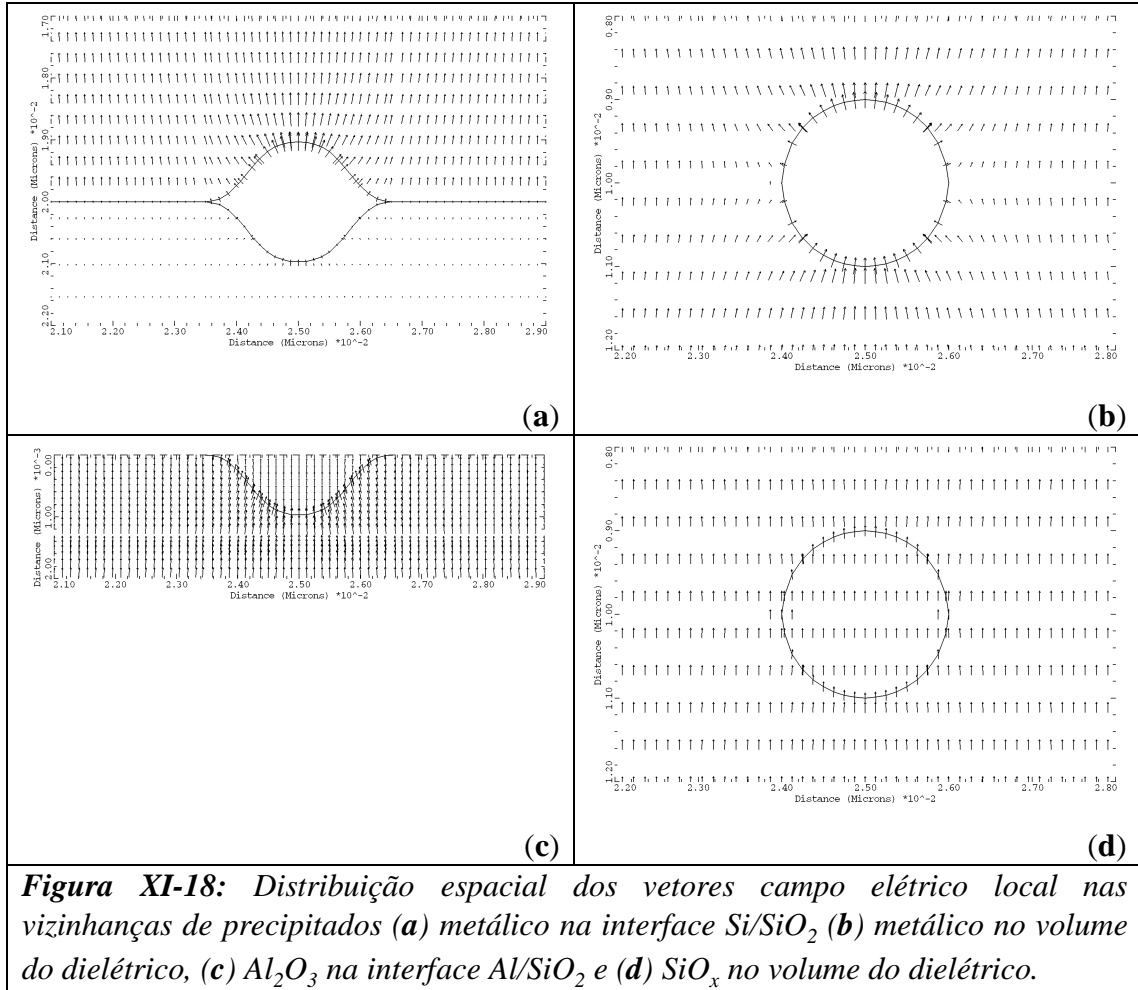 1.70
1.80
1.90
2.00
2.10
2.20
Distance (Microns) *10^-2
2.10 2.20 2.30 2.40 2.50 2.60 2.70 2.80 2.90
Distance (Microns) *10^-2
(a)
0.80
0.90
1.00
1.10
1.20
Distance (Microns) *10^-2
2.20 2.30 2.40 2.50 2.60 2.70 2.80
Distance (Microns) *10^-2
(b)
0.00
1.00
2.00
Distance (Microns) *10^-3
2.10 2.20 2.30 2.40 2.50 2.60 2.70 2.80 2.90
Distance (Microns) *10^-2
(c)
0.80
0.90
1.00
1.10
1.20
Distance (Microns) *10^-2
2.20 2.30 2.40 2.50 2.60 2.70 2.80
Distance (Microns) *10^-2
(d)
Figura XI-18: Distribuição espacial dos vetores campo elétrico local nas
vizinhanças de precipitados (a) metálico na interface Si/SiO₂ (b) metálico no volume
do dielétrico, (c) Al₂O₃ na interface Al/SiO₂ e (d) SiOₓ no volume do dielétrico.